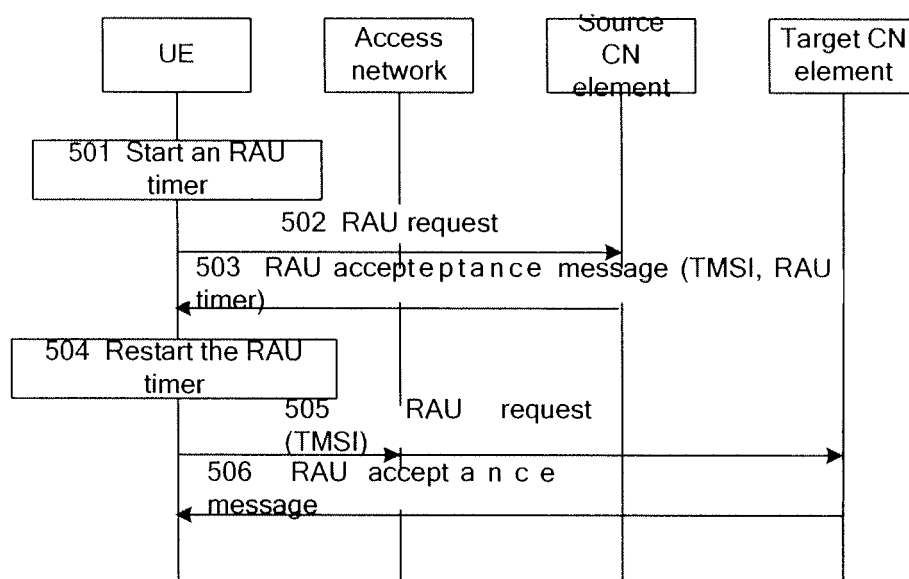 UE
Access
network
Source
CN
element
Target CN
element
501 Start an RAU
timer
502 RAU request
503 RAU accepteptance message (TMSI, RAU
timer)
504 Restart the RAU
timer
505 RAU request
(TMSI)
506 RAU acceptance
message